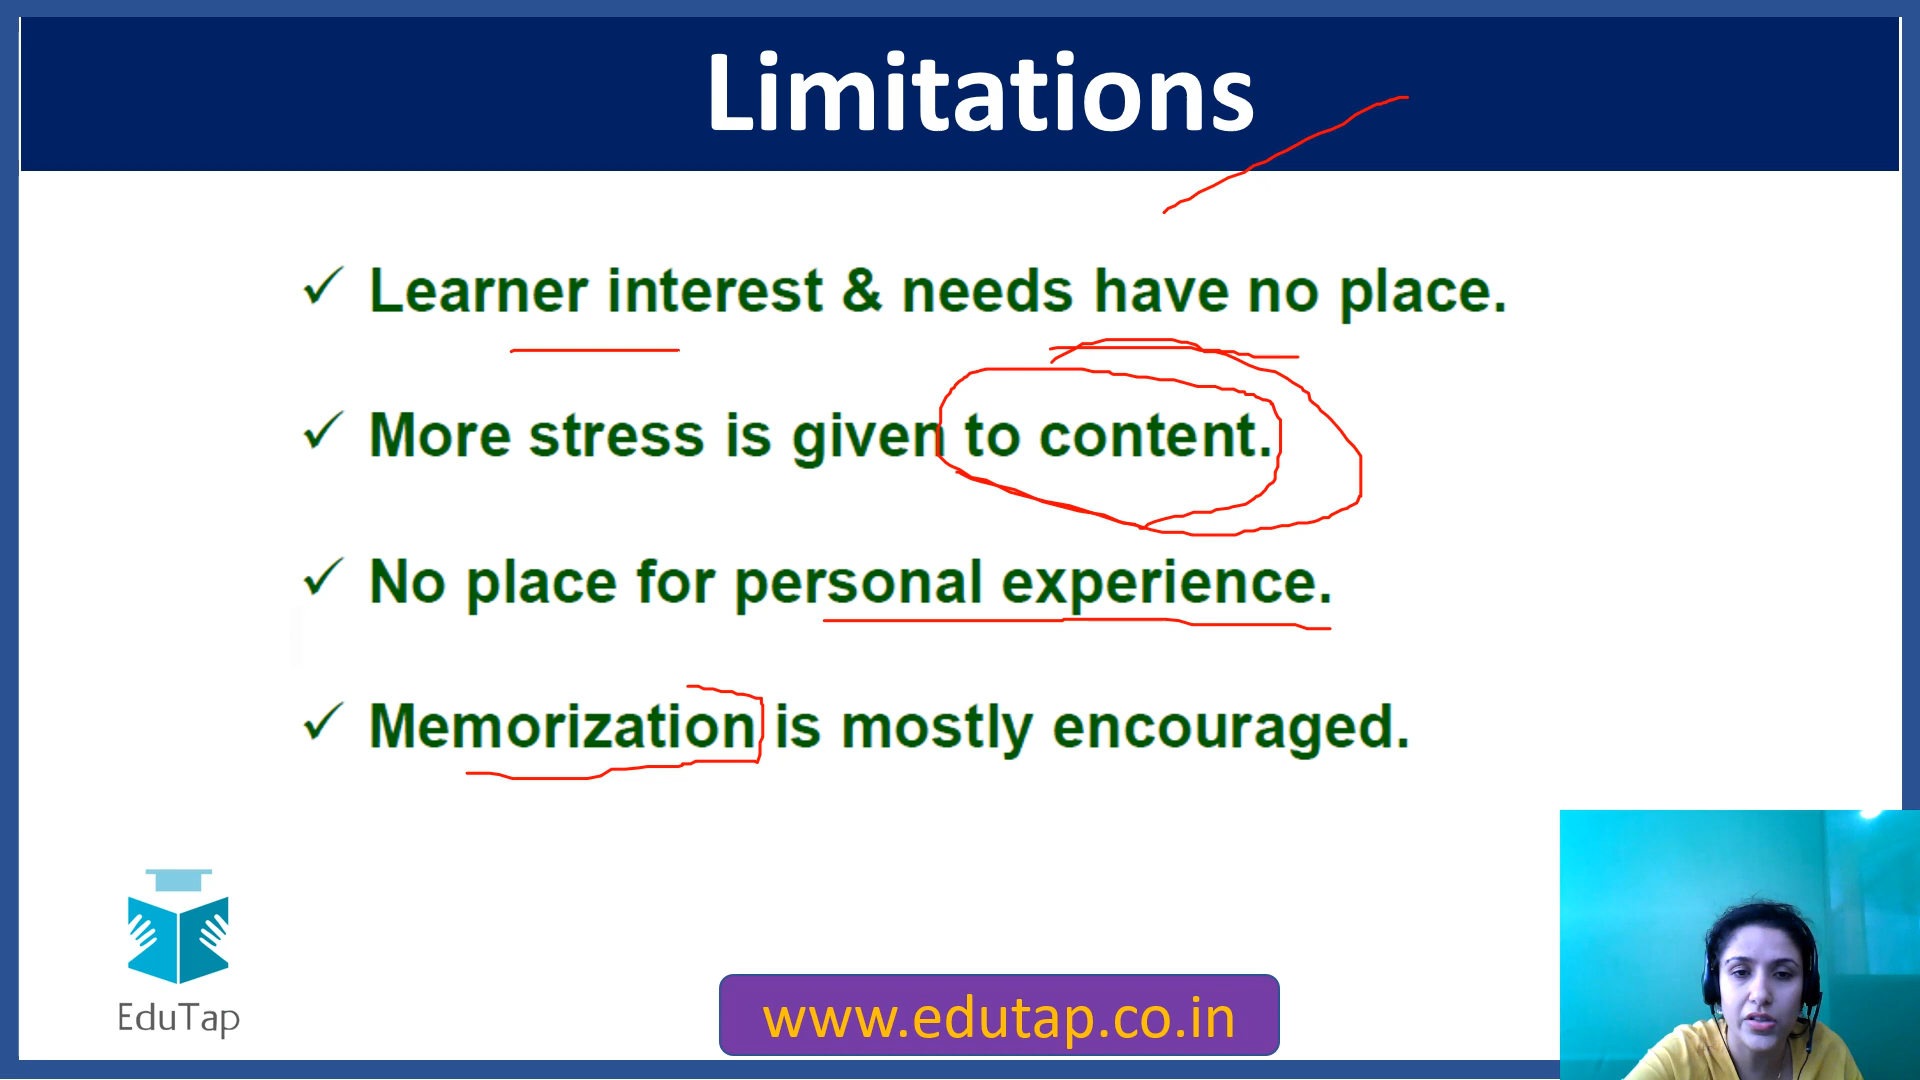 Limitations
✓ Learner interest & needs have no place.
✓ More stress is given to content.
✓ No place for personal experience.
✓ Memorization is mostly encouraged.
EduTap
www.edutap.co.in